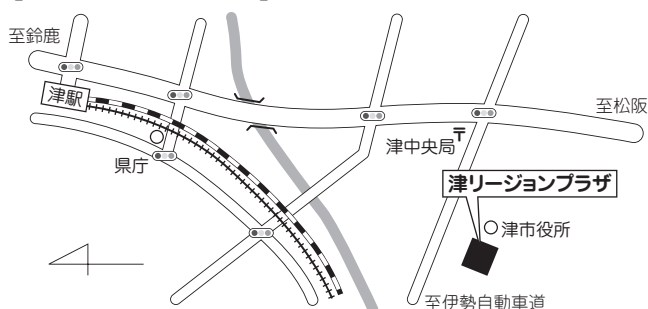 至鈴鹿
津駅
県庁
至松阪
津中央局
津リージョンプラザ
津市役所
至伊勢自動車道